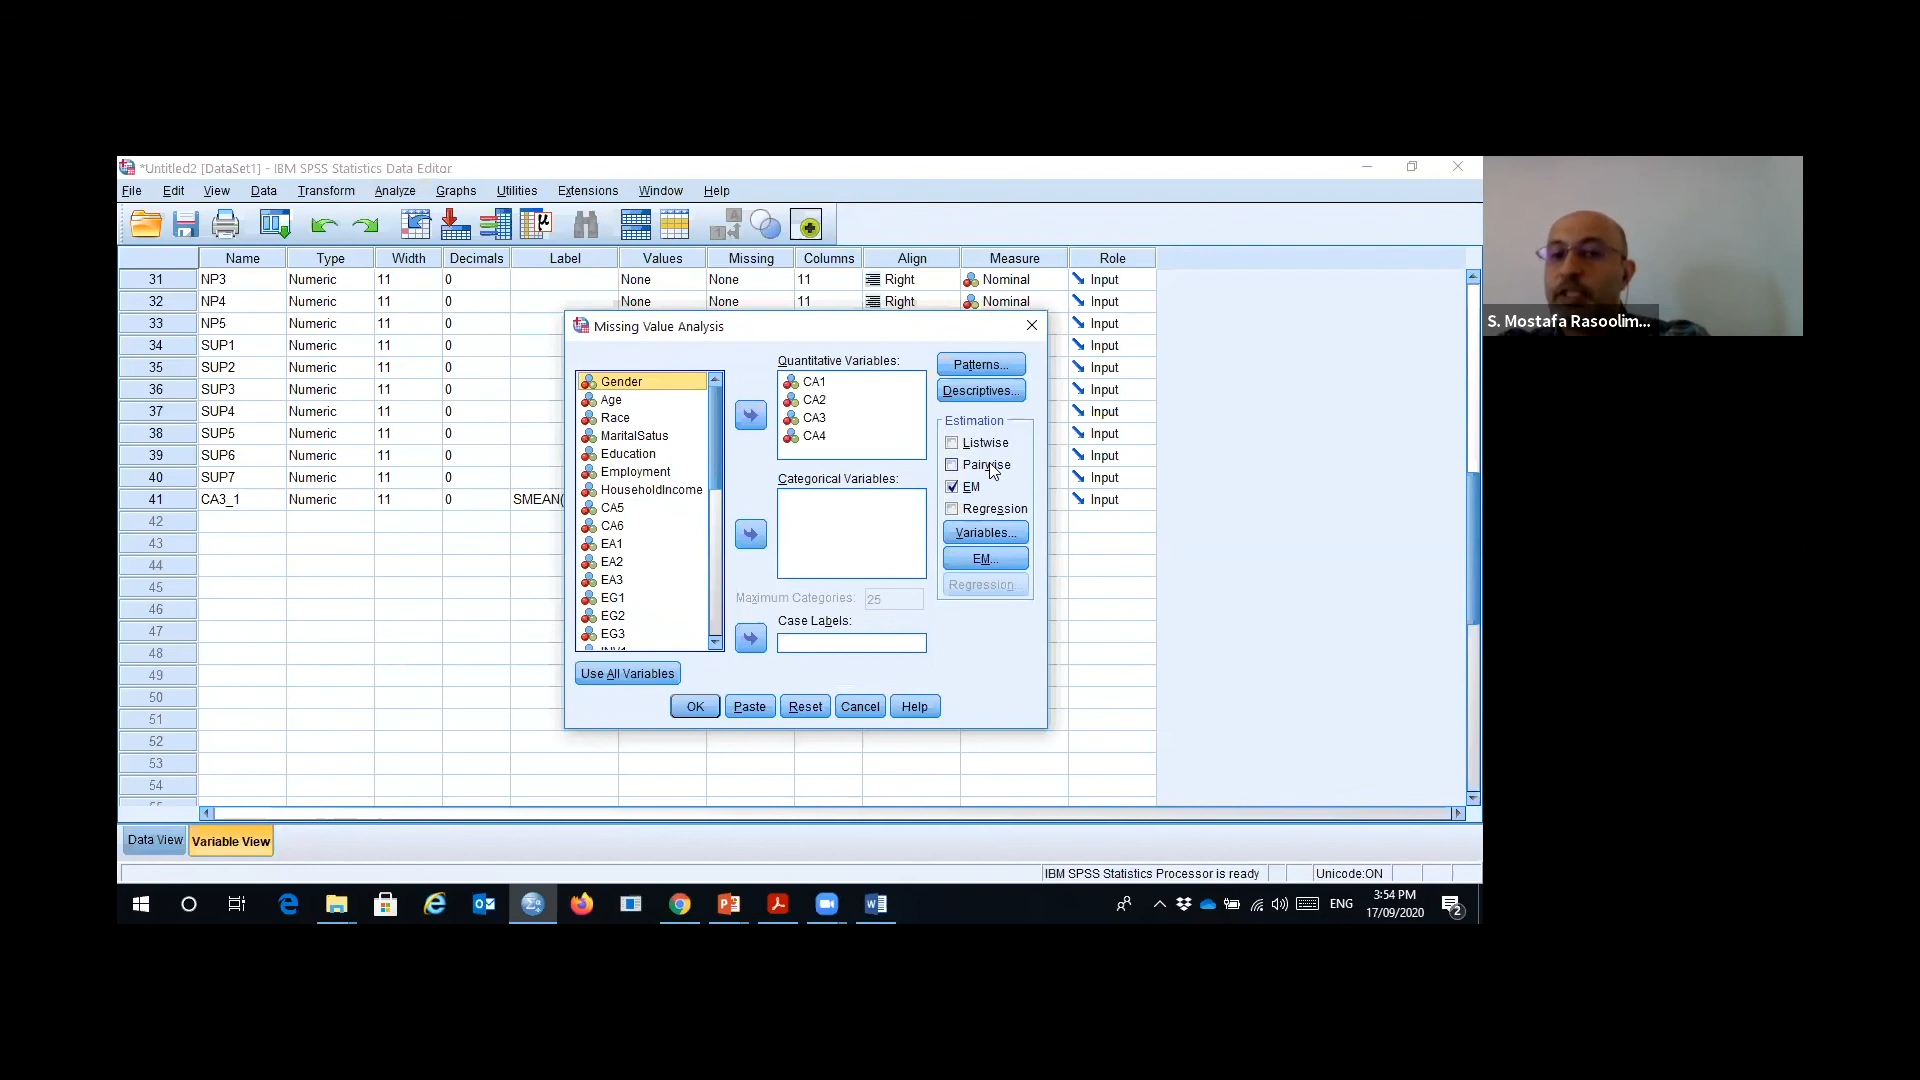 *Untitled2 [DataSet1] - IBM SPSS Statistics Data Editor
File Edit View Data Transform Analyze Graphs Utilities Extensions Window Help
Name Type Width Decimals Label Values Missing Columns Align Measure Role
31 NP3 Numeric 11 0 None None 11 Right Nominal Input
32 NP4 Numeric 11 0 None None 11 Right Nominal Input
33 NP5 Numeric 11 0 Input
34 SUP1 Numeric 11 0 Input
35 SUP2 Numeric 11 0 Input
36 SUP3 Numeric 11 0 Input
37 SUP4 Numeric 11 0 Input
38 SUP5 Numeric 11 0 Input
39 SUP6 Numeric 11 0 Input
40 SUP7 Numeric 11 0 Input
41 CA3_1 Numeric 11 0 SMEAN( Input
42
43
44
45
46
47
48
49
50
51
52
53
54
Missing Value Analysis
Gender
Age
Race
MaritalSatus
Education
Employment
HouseholdIncome
CA5
CA6
EA1
EA2
EA3
EG1
EG2
EG3
Use All Variables
Quantitative Variables:
CA1
CA2
CA3
CA4
Categorical Variables:
Maximum Categories: 25
Case Labels:
Patterns...
Descriptives...
Estimation
Listwise
Pairwise
EM
Regression
Variables...
EM...
Regression
OK Paste Reset Cancel Help
Data View Variable View
IBM SPSS Statistics Processor is ready Unicode:ON
ENG
3:54 PM
17/09/2020
2
S. Mostafa Rasoolim...